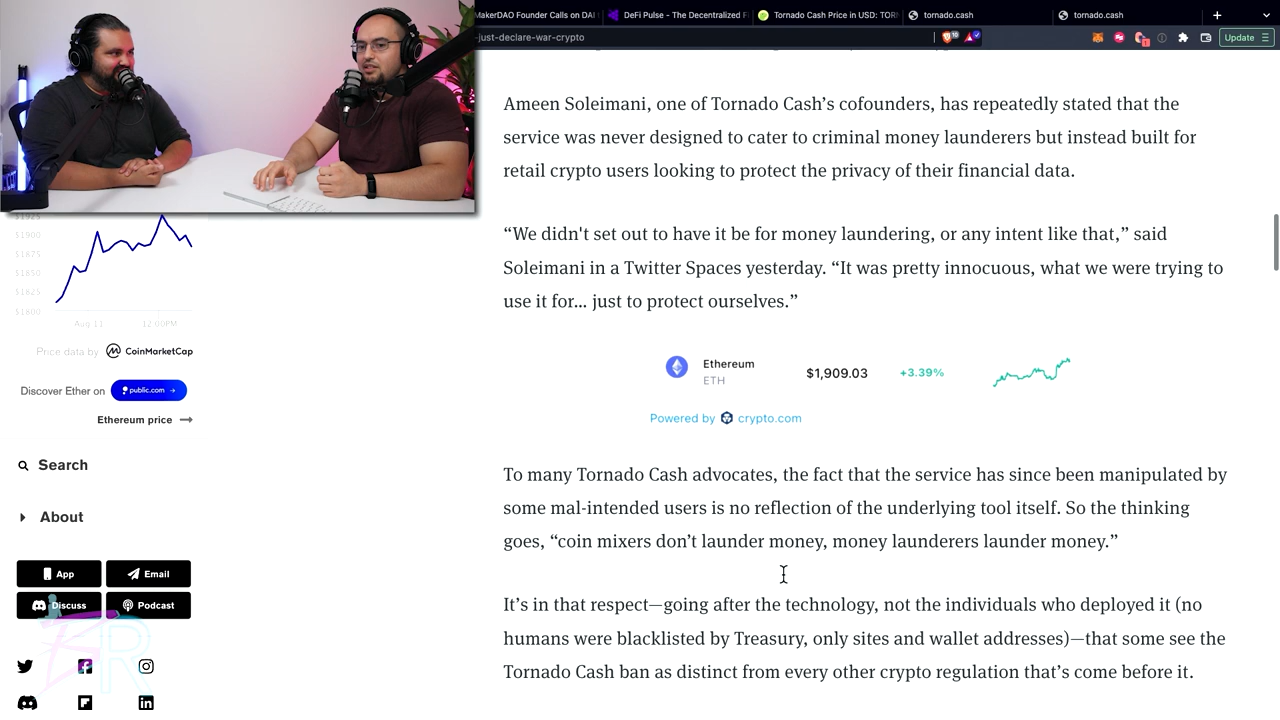 MakerDAO Founder Calls on DAI
DeFi Pulse - The Decentralized Fi
Tornado Cash Price in USD: TORN
tornado.cash
tornado.cash
-just-declare-war-crypto
Update
Ameen Soleimani, one of Tornado Cash’s cofounders, has repeatedly stated that the
service was never designed to cater to criminal money launderers but instead built for
retail crypto users looking to protect the privacy of their financial data.
“We didn't set out to have it be for money laundering, or any intent like that,” said
Soleimani in a Twitter Spaces yesterday. “It was pretty innocuous, what we were trying to
use it for... just to protect ourselves.”
Ethereum
ETH
$1,909.03
+3.39%
Powered by crypto.com
To many Tornado Cash advocates, the fact that the service has since been manipulated by
some mal-intended users is no reflection of the underlying tool itself. So the thinking
goes, “coin mixers don’t launder money, money launderers launder money.”
It’s in that respect—going after the technology, not the individuals who deployed it (no
humans were blacklisted by Treasury, only sites and wallet addresses)—that some see the
Tornado Cash ban as distinct from every other crypto regulation that’s come before it.
$1925
$1900
$1875
$1850
$1825
$1800
Aug 11
12:00PM
Price data by CoinMarketCap
Discover Ether on public.com →
Ethereum price
Search
About
App
Email
Discuss
Podcast